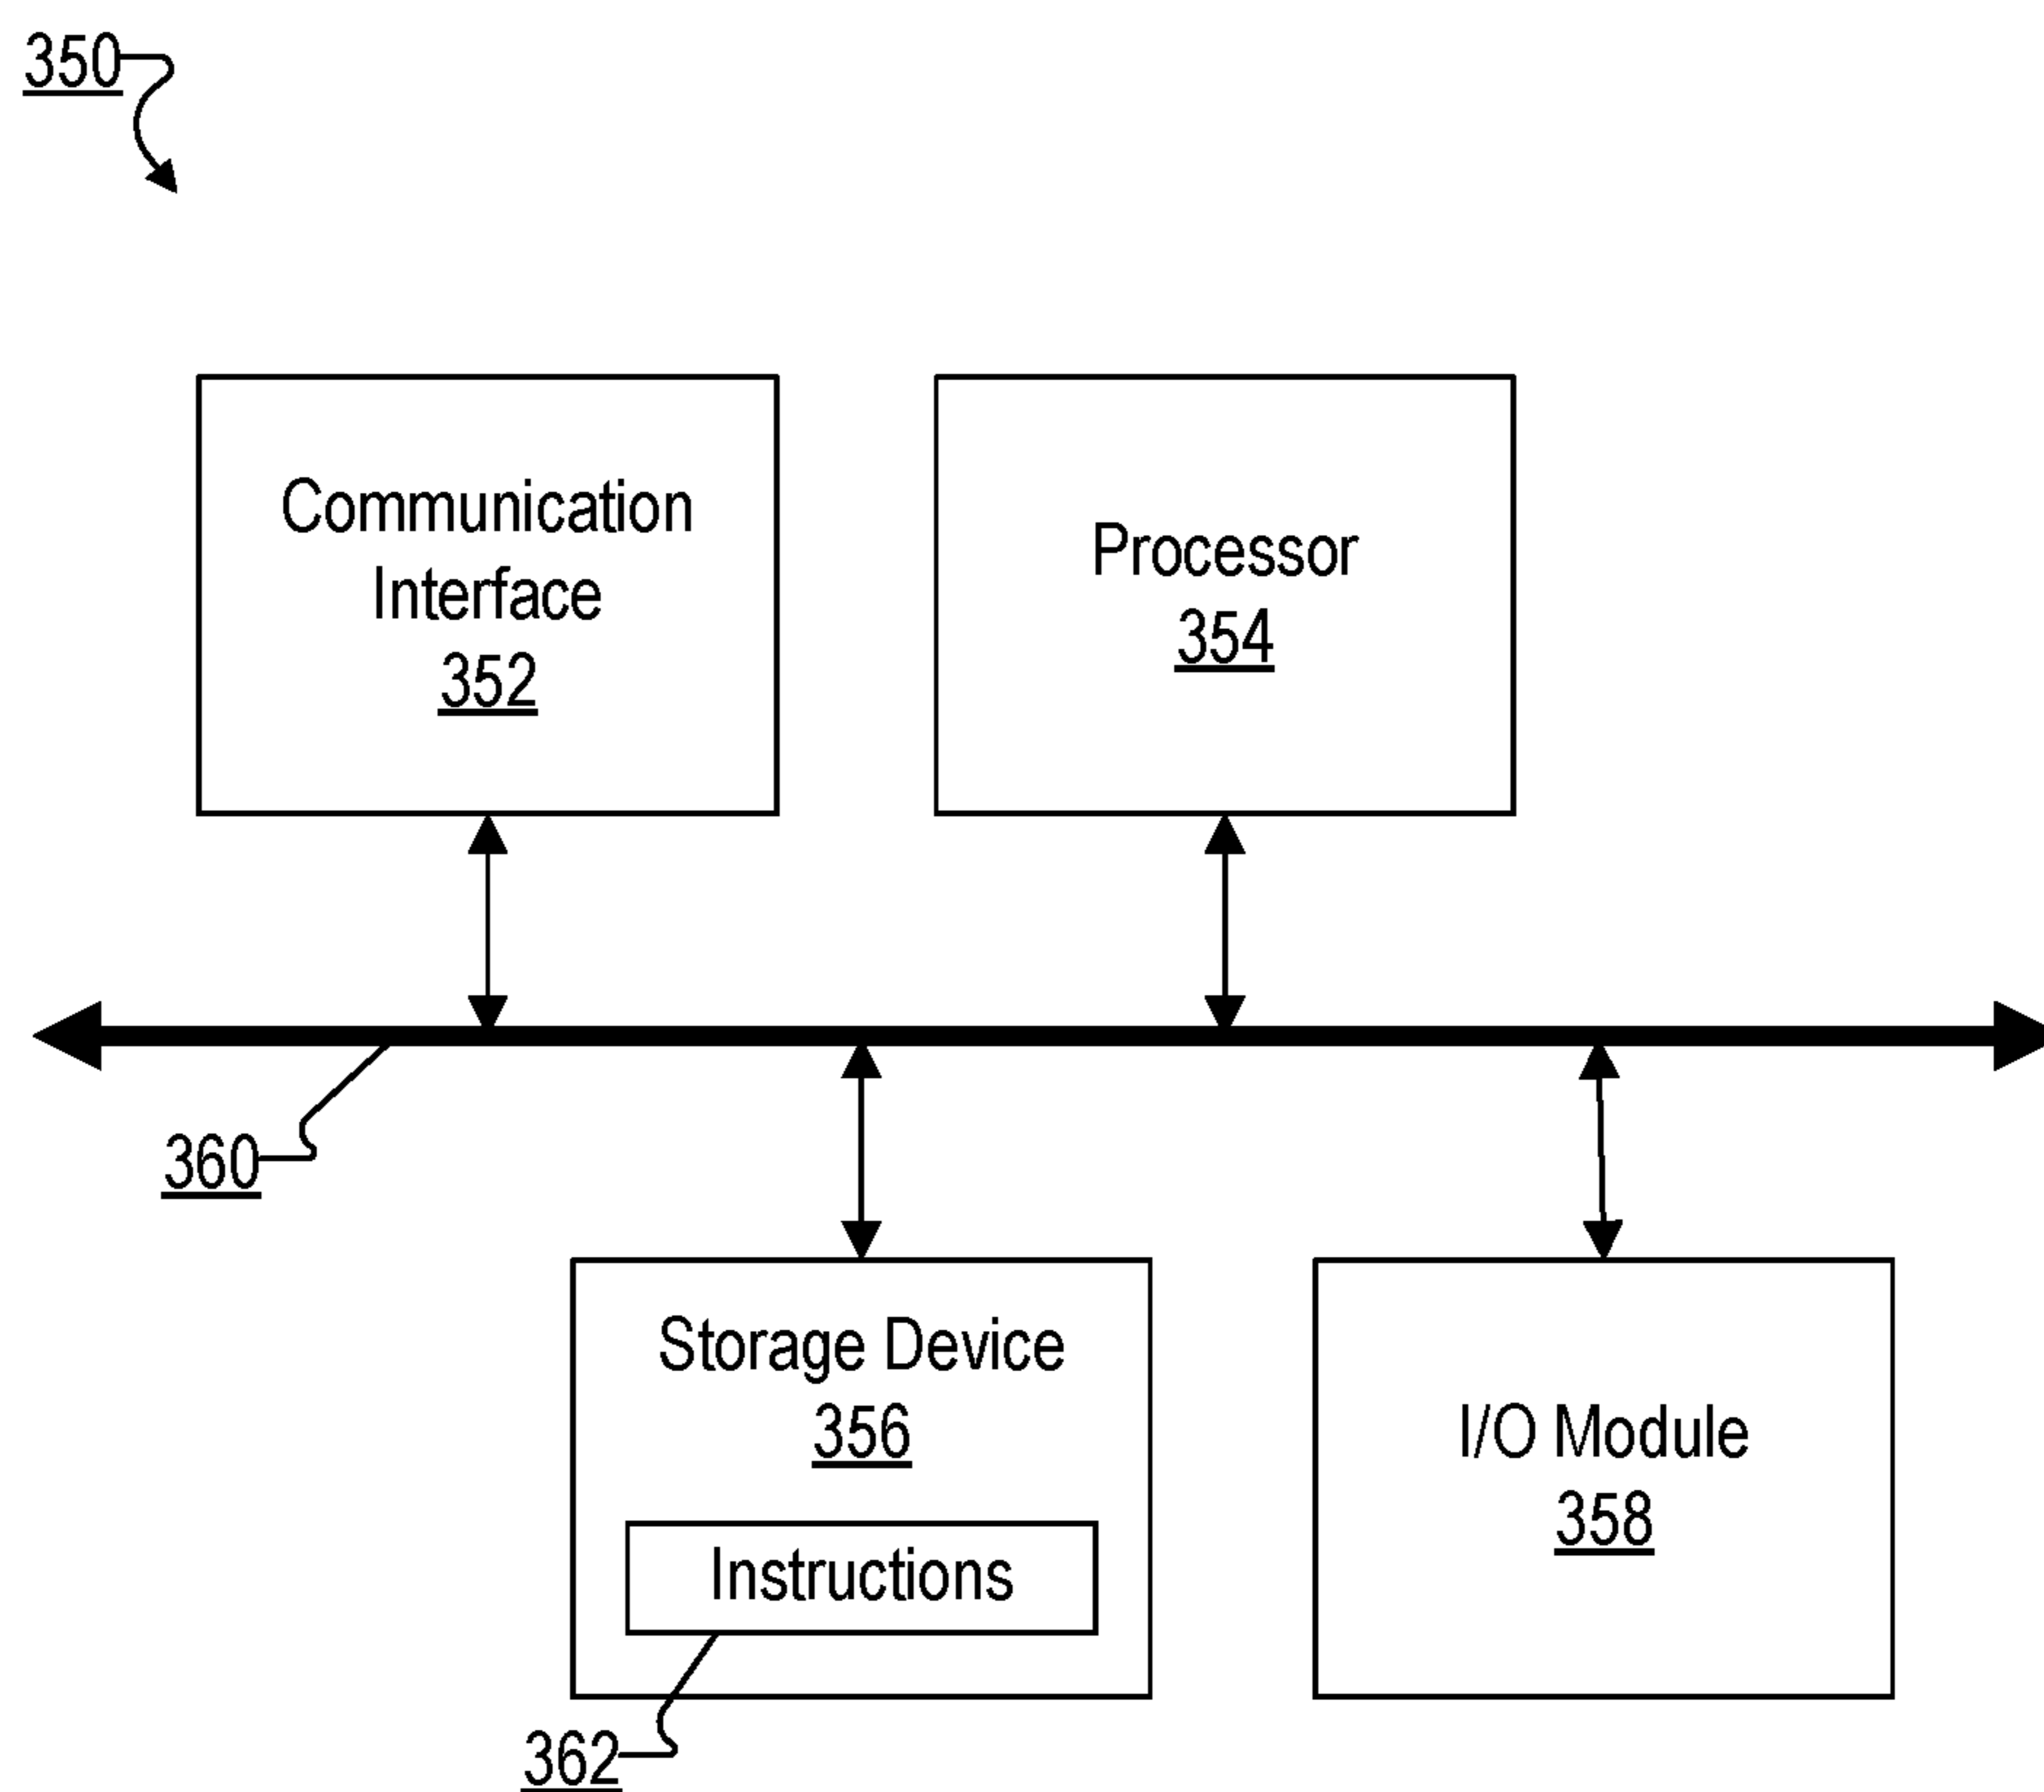 350
Communication
Interface
352
Processor
354
360
Storage Device
356
Instructions
362
I/O Module
358